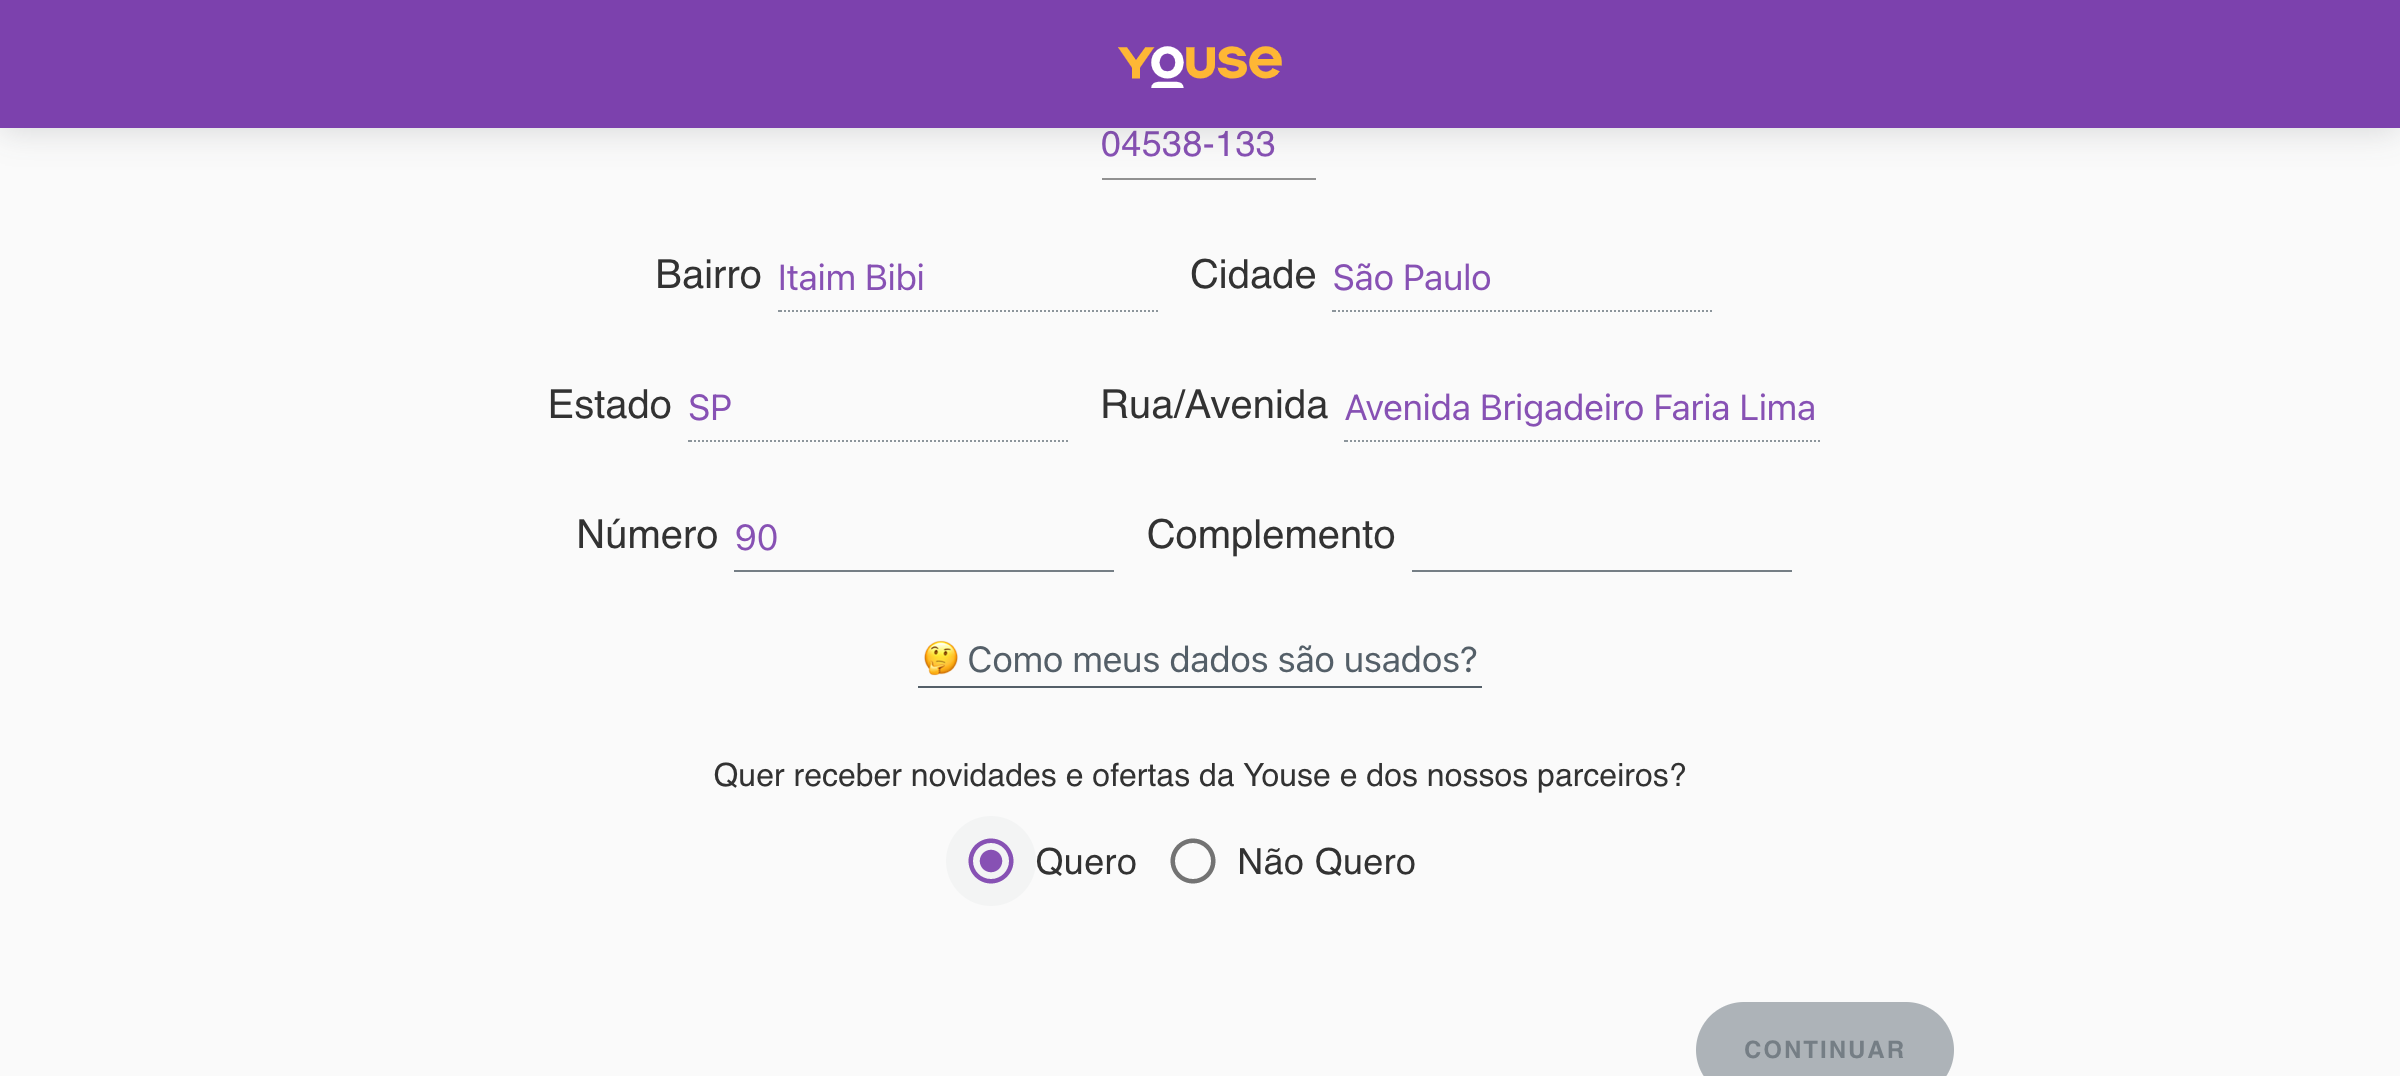 Youse
04538-133
Bairro Itaim Bibi Cidade São Paulo
Estado SP Rua/Avenida Avenida Brigadeiro Faria Lima
Número 90 Complemento
🤔 Como meus dados são usados?
Quer receber novidades e ofertas da Youse e dos nossos parceiros?
Quero Não Quero
CONTINUAR